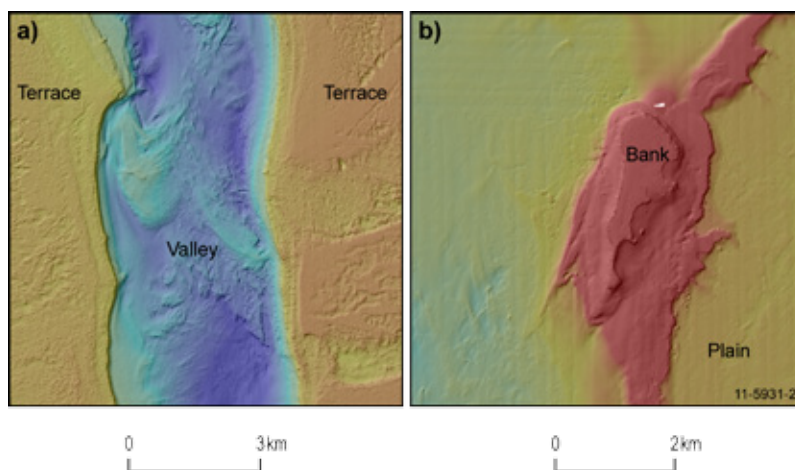 a)
Terrace
Terrace
Valley
b)
Bank
Plain
11-5931-2
0 3km
0 2km